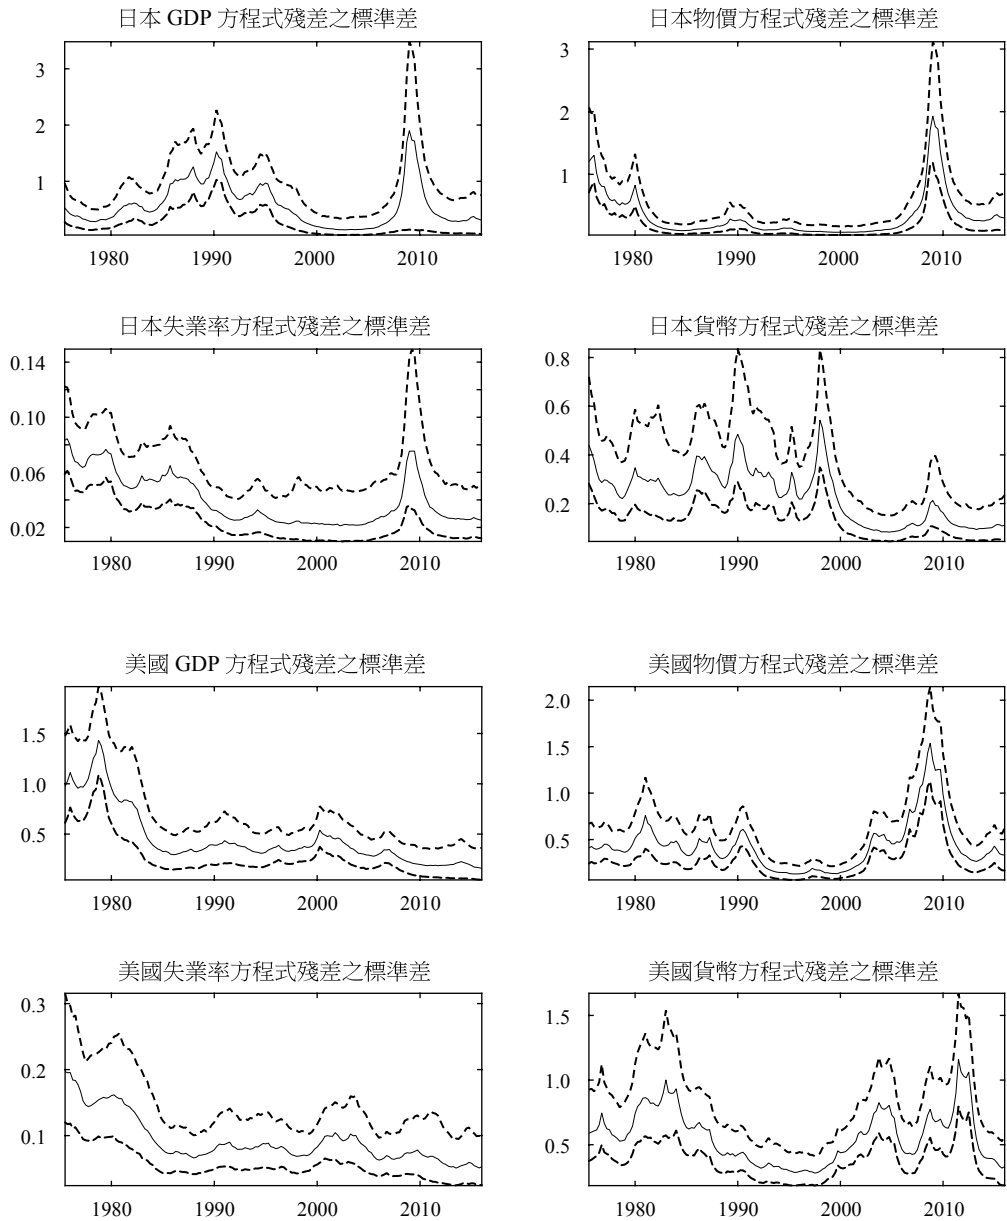 日本 GDP 方程式殘差之標準差
3
2
1
1980 1990 2000 2010
日本物價方程式殘差之標準差
3
2
1
1980 1990 2000 2010
日本失業率方程式殘差之標準差
0.14
0.10
0.06
0.02
1980 1990 2000 2010
日本貨幣方程式殘差之標準差
0.8
0.6
0.4
0.2
1980 1990 2000 2010
美國 GDP 方程式殘差之標準差
1.5
1.0
0.5
1980 1990 2000 2010
美國物價方程式殘差之標準差
2.0
1.5
1.0
0.5
1980 1990 2000 2010
美國失業率方程式殘差之標準差
0.3
0.2
0.1
1980 1990 2000 2010
美國貨幣方程式殘差之標準差
1.5
1.0
0.5
1980 1990 2000 2010